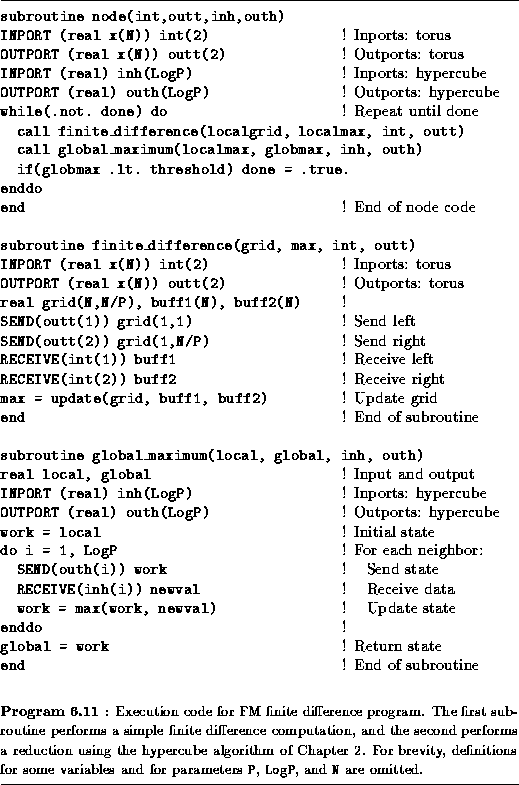 subroutine node(int,outt,inh,outh)
INPORT (real x(N)) int(2) ! Inports: torus
OUTPORT (real x(N)) outt(2) ! Outports: torus
INPORT (real) inh(LogP) ! Inports: hypercube
OUTPORT (real) outh(LogP) ! Outports: hypercube
while(.not. done) do ! Repeat until done
call finite_difference(localgrid, localmax, int, outt)
call global_maximum(localmax, globmax, inh, outh)
if(globmax .lt. threshold) done = .true.
enddo
end ! End of node code
subroutine finite_difference(grid, max, int, outt)
INPORT (real x(N)) int(2) ! Inports: torus
OUTPORT (real x(N)) outt(2) ! Outports: torus
real grid(N,N/P), buff1(N), buff2(N) !
SEND(outt(1)) grid(1,1) ! Send left
SEND(outt(2)) grid(1,N/P) ! Send right
RECEIVE(int(1)) buff1 ! Receive left
RECEIVE(int(2)) buff2 ! Receive right
max = update(grid, buff1, buff2) ! Update grid
end ! End of subroutine
subroutine global_maximum(local, global, inh, outh)
real local, global ! Input and output
INPORT (real) inh(LogP) ! Inports: hypercube
OUTPORT (real) outh(LogP) ! Outports: hypercube
work = local ! Initial state
do i = 1, LogP ! For each neighbor:
SEND(outh(i)) work ! Send state
RECEIVE(inh(i)) newval ! Receive data
work = max(work, newval) ! Update state
enddo !
global = work ! Return state
end ! End of subroutine
Program 6.11 : Execution code for FM finite difference program. The first sub-
routine performs a simple finite difference computation, and the second performs
a reduction using the hypercube algorithm of Chapter 2. For brevity, definitions
for some variables and for parameters P, LogP, and N are omitted.